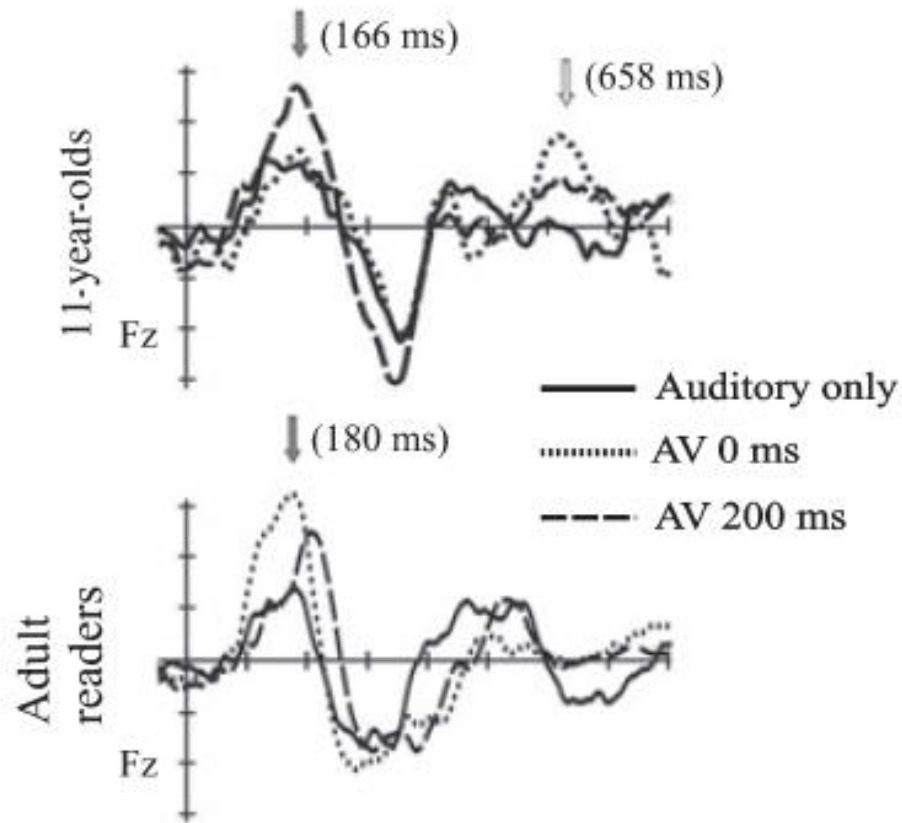 (166 ms)
(658 ms)
11-year-olds
Fz
Auditory only
AV 0 ms
AV 200 ms
(180 ms)
Adult
readers
Fz